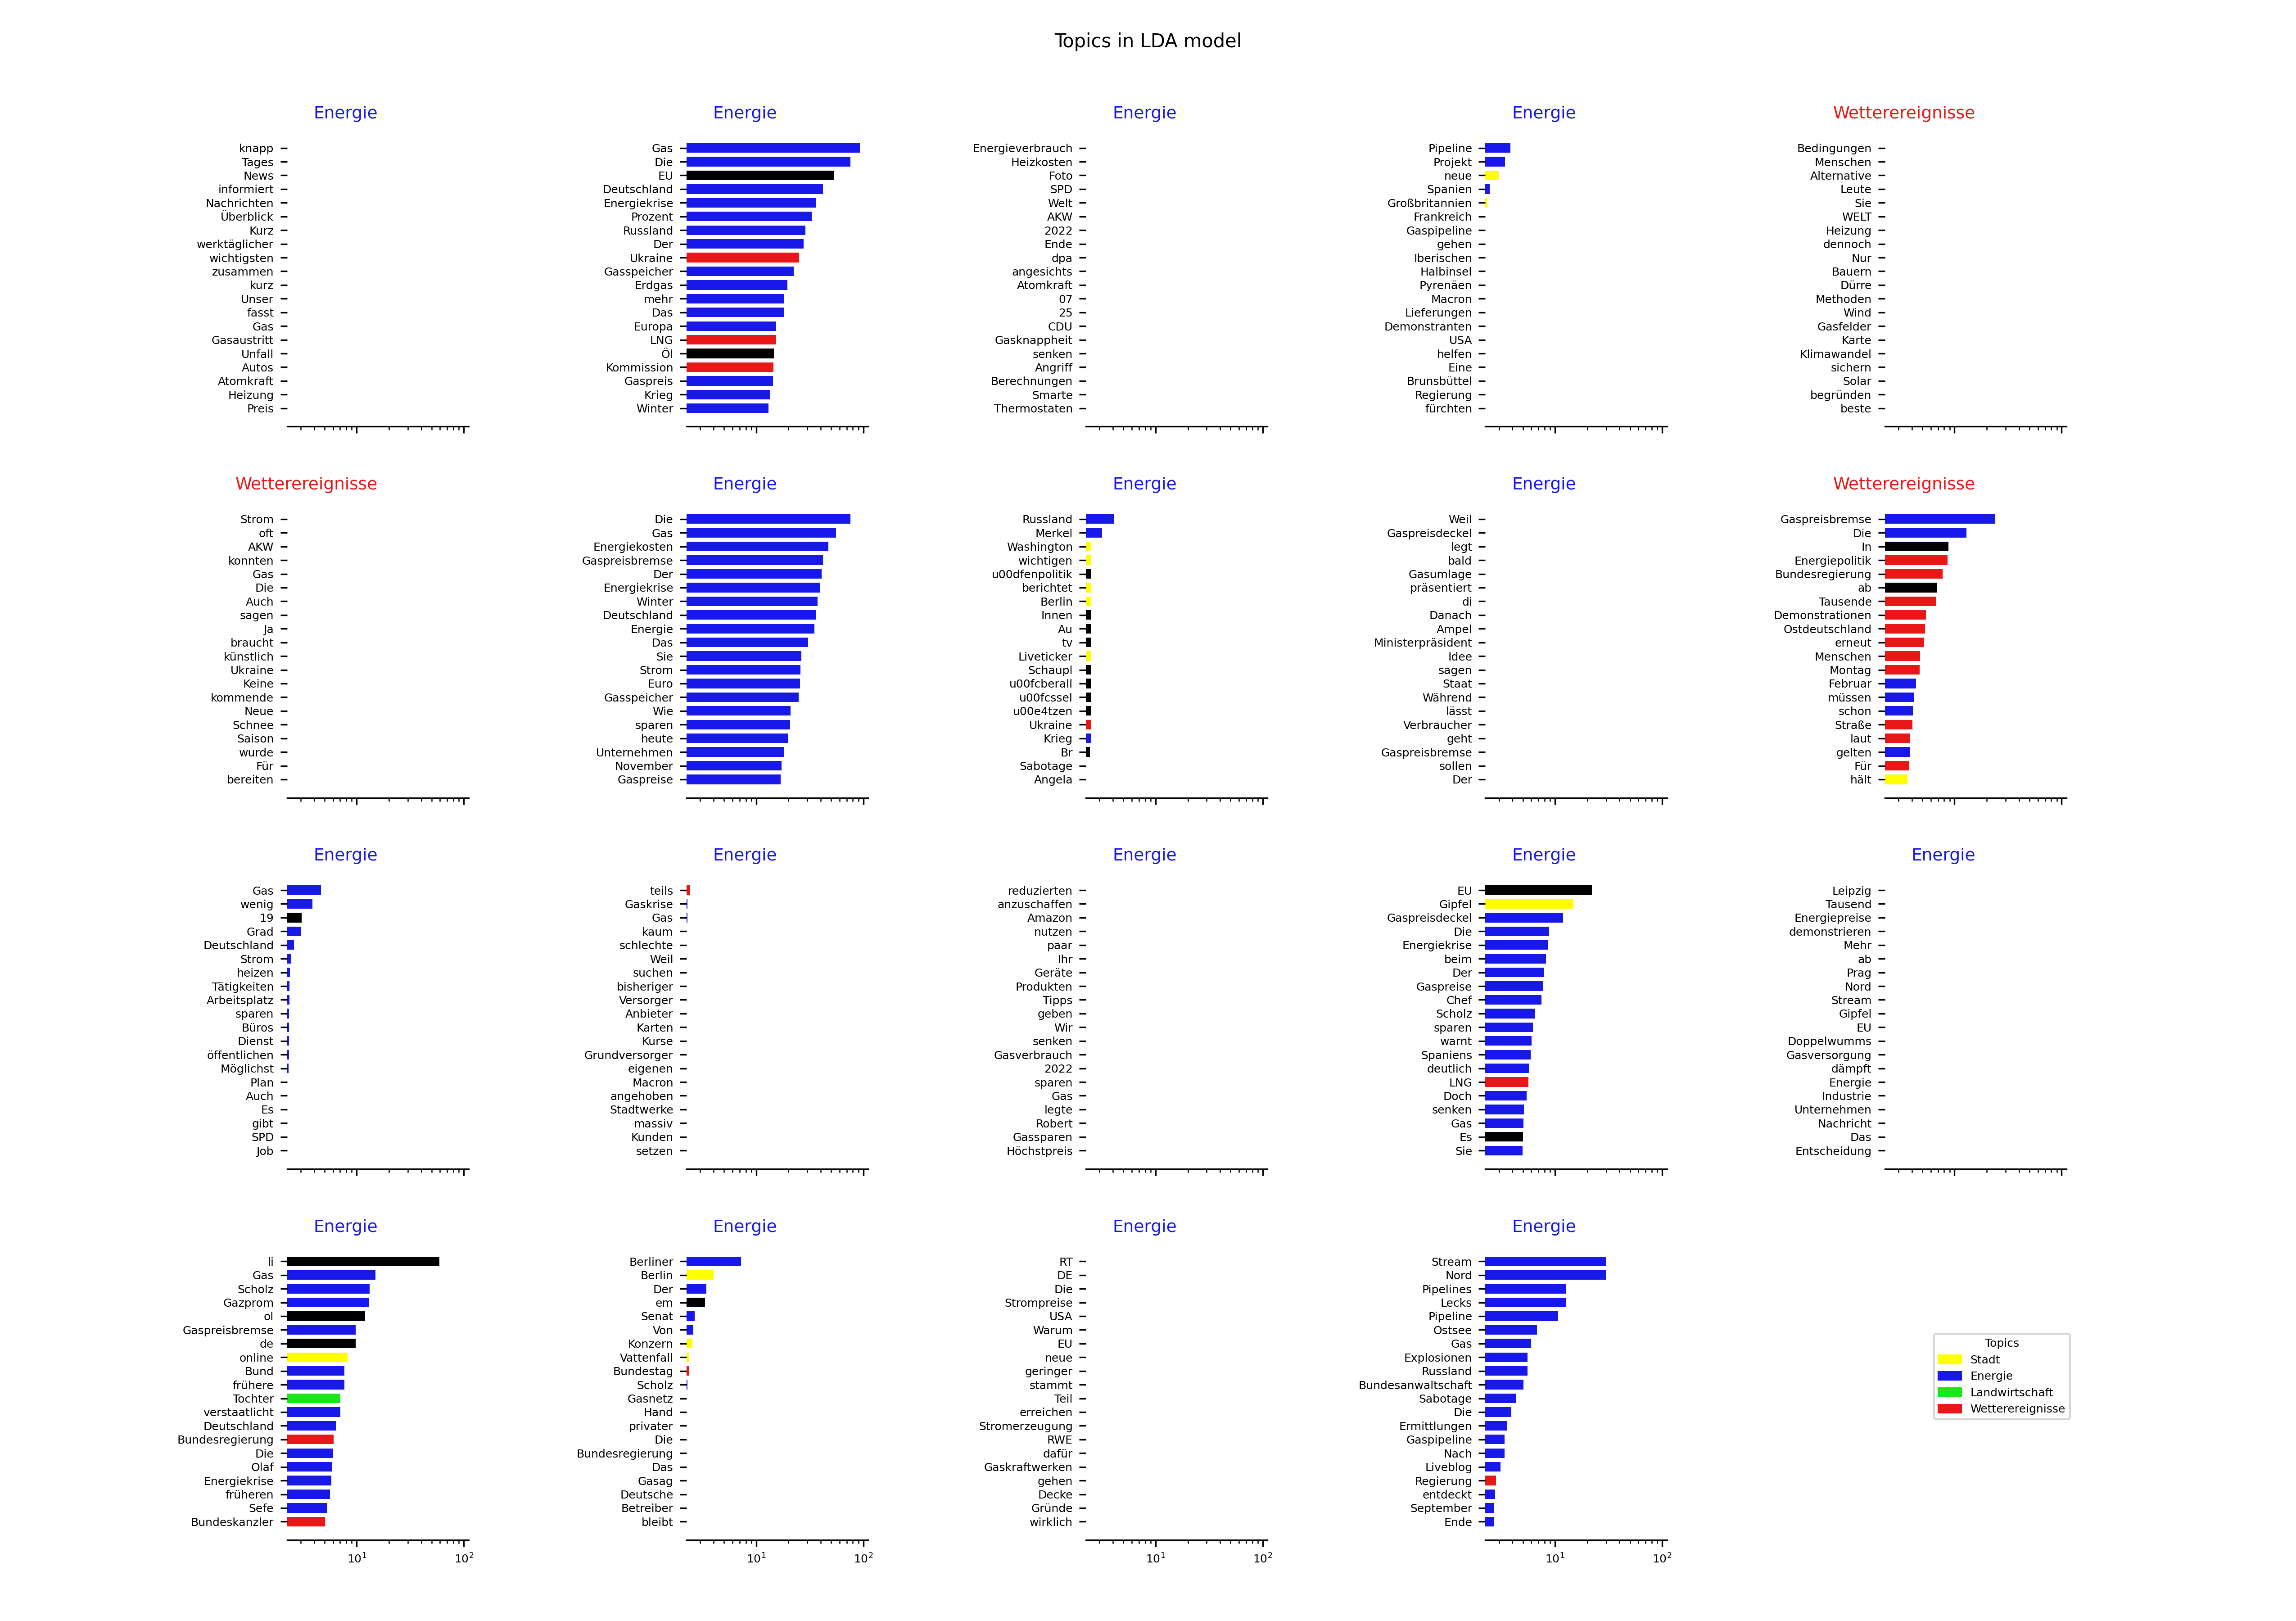 Topics in LDA model
Energie
knapp
Tages
News
informiert
Nachrichten
Überblick
Kurz
werktäglicher
wichtigsten
zusammen
kurz
Unser
fasst
Gas
Gasaustritt
Unfall
Autos
Atomkraft
Heizung
Preis
Energie
Gas
Die
EU
Deutschland
Energiekrise
Prozent
Russland
Der
Ukraine
Gasspeicher
Erdgas
mehr
Das
Europa
LNG
Öl
Kommission
Gaspreis
Krieg
Winter
Energie
Energieverbrauch
Heizkosten
Foto
SPD
Welt
AKW
2022
Ende
dpa
angesichts
Atomkraft
07
25
CDU
Gasknappheit
senken
Angriff
Berechnungen
Smarte
Thermostaten
Energie
Pipeline
Projekt
neue
Spanien
Großbritannien
Frankreich
Gaspipeline
gehen
Iberischen
Halbinsel
Pyrenäen
Macron
Lieferungen
Demonstranten
USA
helfen
Eine
Brunsbüttel
Regierung
fürchten
Wetterereignisse
Bedingungen
Menschen
Alternative
Leute
Sie
WELT
Heizung
dennoch
Nur
Bauern
Dürre
Methoden
Wind
Gasfelder
Karte
Klimawandel
sichern
Solar
begründen
beste
Wetterereignisse
Strom
oft
AKW
konnten
Gas
Die
Auch
sagen
Ja
braucht
künstlich
Ukraine
Keine
kommende
Neue
Schnee
Saison
wurde
Für
bereiten
Energie
Die
Gas
Energiekosten
Gaspreisbremse
Der
Energiekrise
Winter
Deutschland
Energie
Das
Sie
Strom
Euro
Gasspeicher
Wie
sparen
heute
Unternehmen
November
Gaspreise
Energie
Russland
Merkel
Washington
wichtigen
u00dfenpolitik
berichtet
Berlin
Innen
Au
tv
Liveticker
Schaupl
u00fcberall
u00fcssel
u00e4tzen
Ukraine
Krieg
Br
Sabotage
Angela
Energie
Weil
Gaspreisdeckel
legt
bald
Gasumlage
präsentiert
di
Danach
Ampel
Ministerpräsident
Idee
sagen
Staat
Während
lässt
Verbraucher
geht
Gaspreisbremse
sollen
Der
Wetterereignisse
Gaspreisbremse
Die
In
Energiepolitik
Bundesregierung
ab
Tausende
Demonstrationen
Ostdeutschland
erneut
Menschen
Montag
Februar
müssen
schon
Straße
laut
gelten
Für
hält
Energie
Gas
wenig
19
Grad
Deutschland
Strom
heizen
Tätigkeiten
Arbeitsplatz
sparen
Büros
Dienst
öffentlichen
Möglichst
Plan
Auch
Es
gibt
SPD
Job
Energie
teils
Gaskrise
Gas
kaum
schlechte
Weil
suchen
bisheriger
Versorger
Anbieter
Karten
Kurse
Grundversorger
eigenen
Macron
angehoben
Stadtwerke
massiv
Kunden
setzen
Energie
reduzierten
anzuschaffen
Amazon
nutzen
paar
Ihr
Geräte
Produkten
Tipps
geben
Wir
senken
Gasverbrauch
2022
sparen
Gas
legte
Robert
Gassparen
Höchstpreis
Energie
EU
Gipfel
Gaspreisdeckel
Die
Energiekrise
beim
Der
Gaspreise
Chef
Scholz
sparen
warnt
Spaniens
deutlich
LNG
Doch
senken
Gas
Es
Sie
Energie
Leipzig
Tausend
Energiepreise
demonstrieren
Mehr
ab
Prag
Nord
Stream
Gipfel
EU
Doppelwumms
Gasversorgung
dämpft
Energie
Industrie
Unternehmen
Nachricht
Das
Entscheidung
Energie
li
Gas
Scholz
Gazprom
ol
Gaspreisbremse
de
online
Bund
frühere
Tochter
verstaatlicht
Deutschland
Bundesregierung
Die
Olaf
Energiekrise
früheren
Sefe
Bundeskanzler
10¹ 10²
Energie
Berliner
Berlin
Der
em
Senat
Von
Konzern
Vattenfall
Bundestag
Scholz
Gasnetz
Hand
privater
Die
Bundesregierung
Das
Gasag
Deutsche
Betreiber
bleibt
10¹ 10²
Energie
RT
DE
Die
Strompreise
USA
Warum
EU
neue
geringer
stammt
Teil
erreichen
Stromerzeugung
RWE
dafür
Gaskraftwerken
gehen
Decke
Gründe
wirklich
10¹ 10²
Energie
Stream
Nord
Pipelines
Lecks
Pipeline
Ostsee
Gas
Explosionen
Russland
Bundesanwaltschaft
Sabotage
Die
Ermittlungen
Gaspipeline
Nach
Liveblog
Regierung
entdeckt
September
Ende
10¹ 10²
Topics
Stadt
Energie
Landwirtschaft
Wetterereignisse